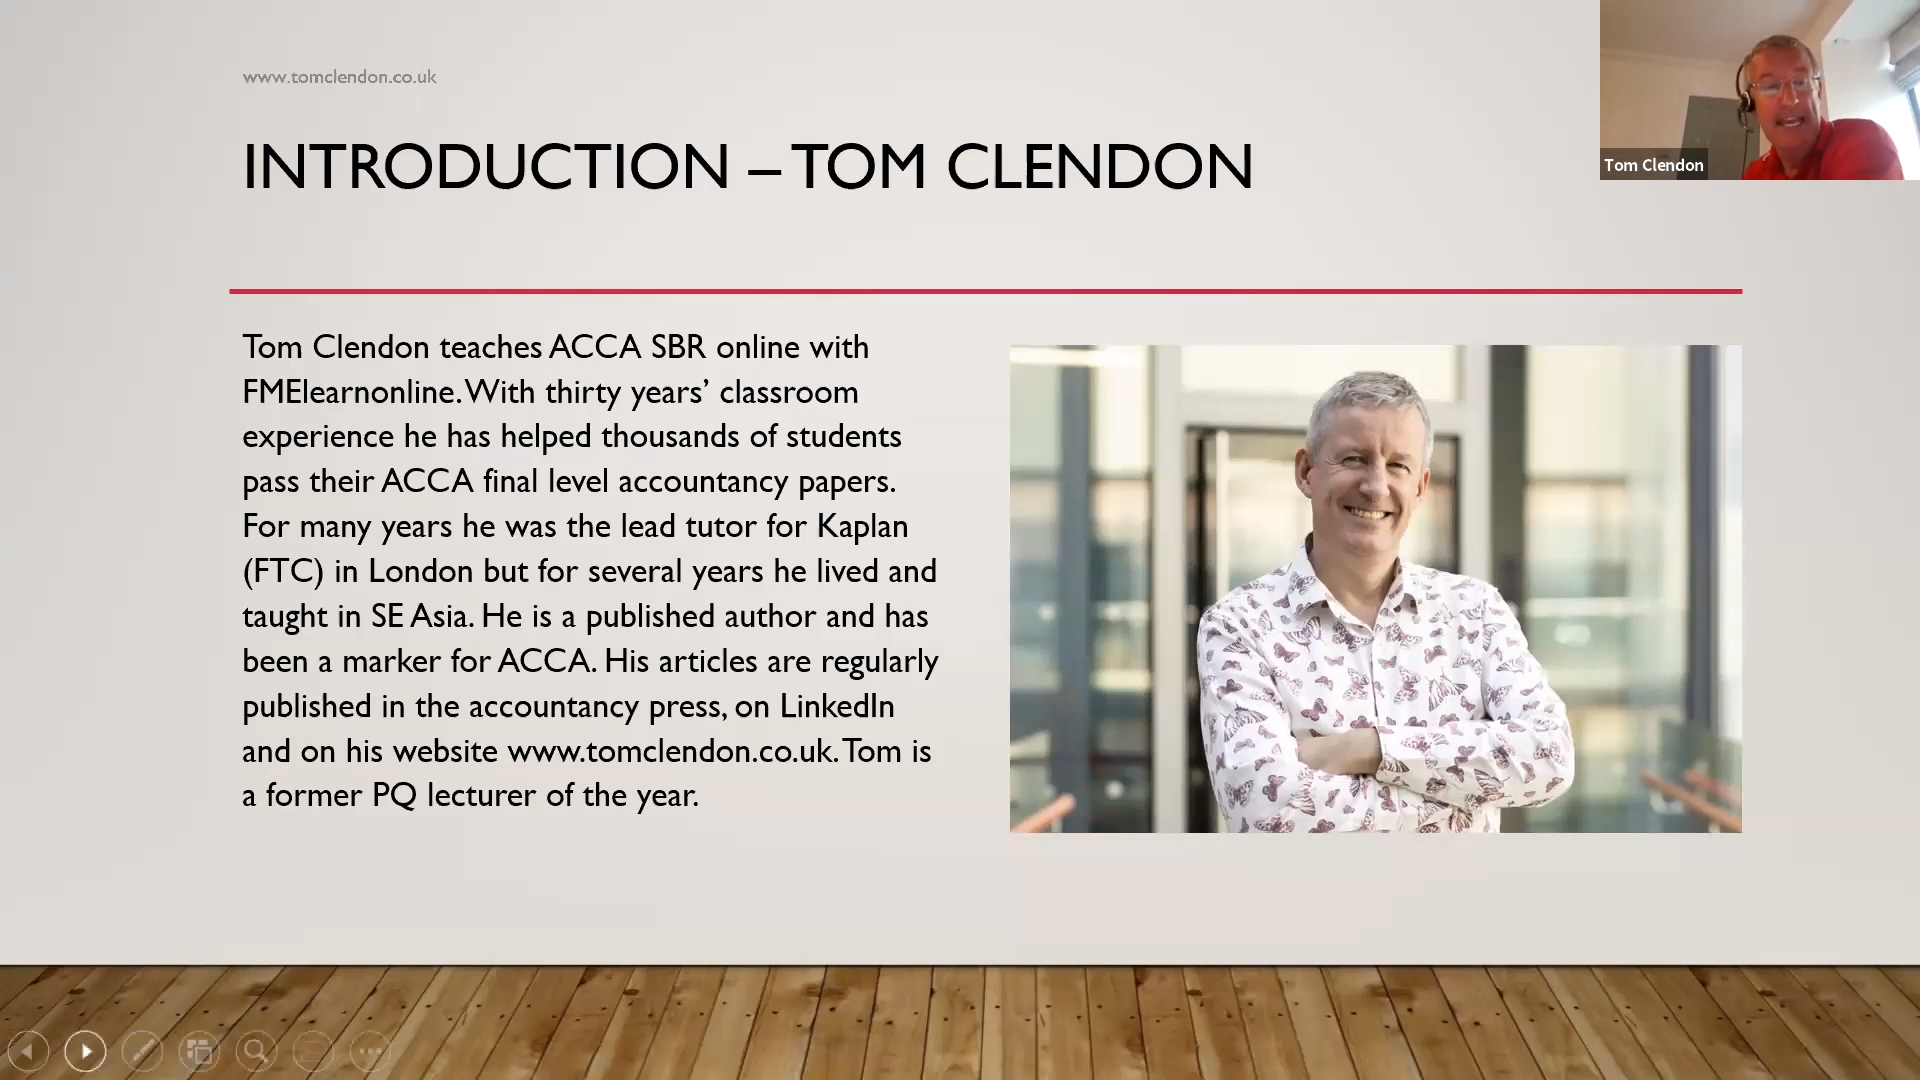 www.tomclendon.co.uk
INTRODUCTION – TOM CLENDON
Tom Clendon
Tom Clendon teaches ACCA SBR online with
FMElearnonline. With thirty years’ classroom
experience he has helped thousands of students
pass their ACCA final level accountancy papers.
For many years he was the lead tutor for Kaplan
(FTC) in London but for several years he lived and
taught in SE Asia. He is a published author and has
been a marker for ACCA. His articles are regularly
published in the accountancy press, on LinkedIn
and on his website www.tomclendon.co.uk. Tom is
a former PQ lecturer of the year.